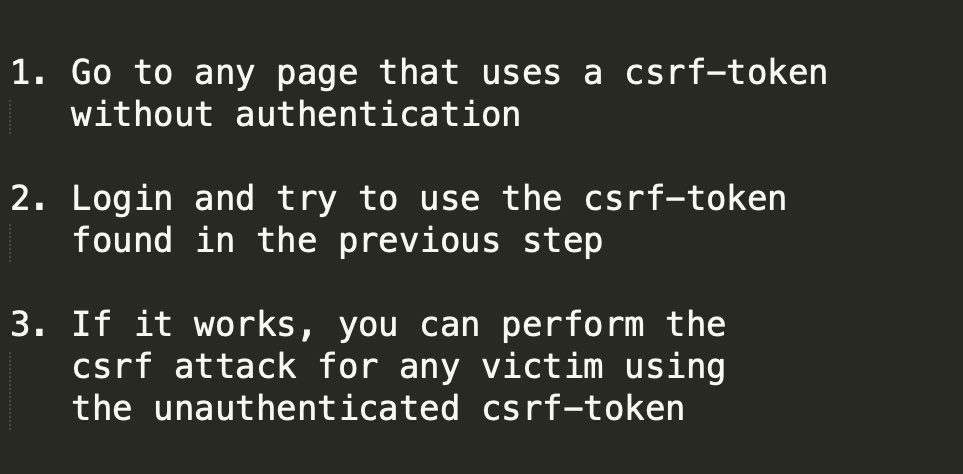 1. Go to any page that uses a csrf-token
without authentication
2. Login and try to use the csrf-token
found in the previous step
3. If it works, you can perform the
csrf attack for any victim using
the unauthenticated csrf-token